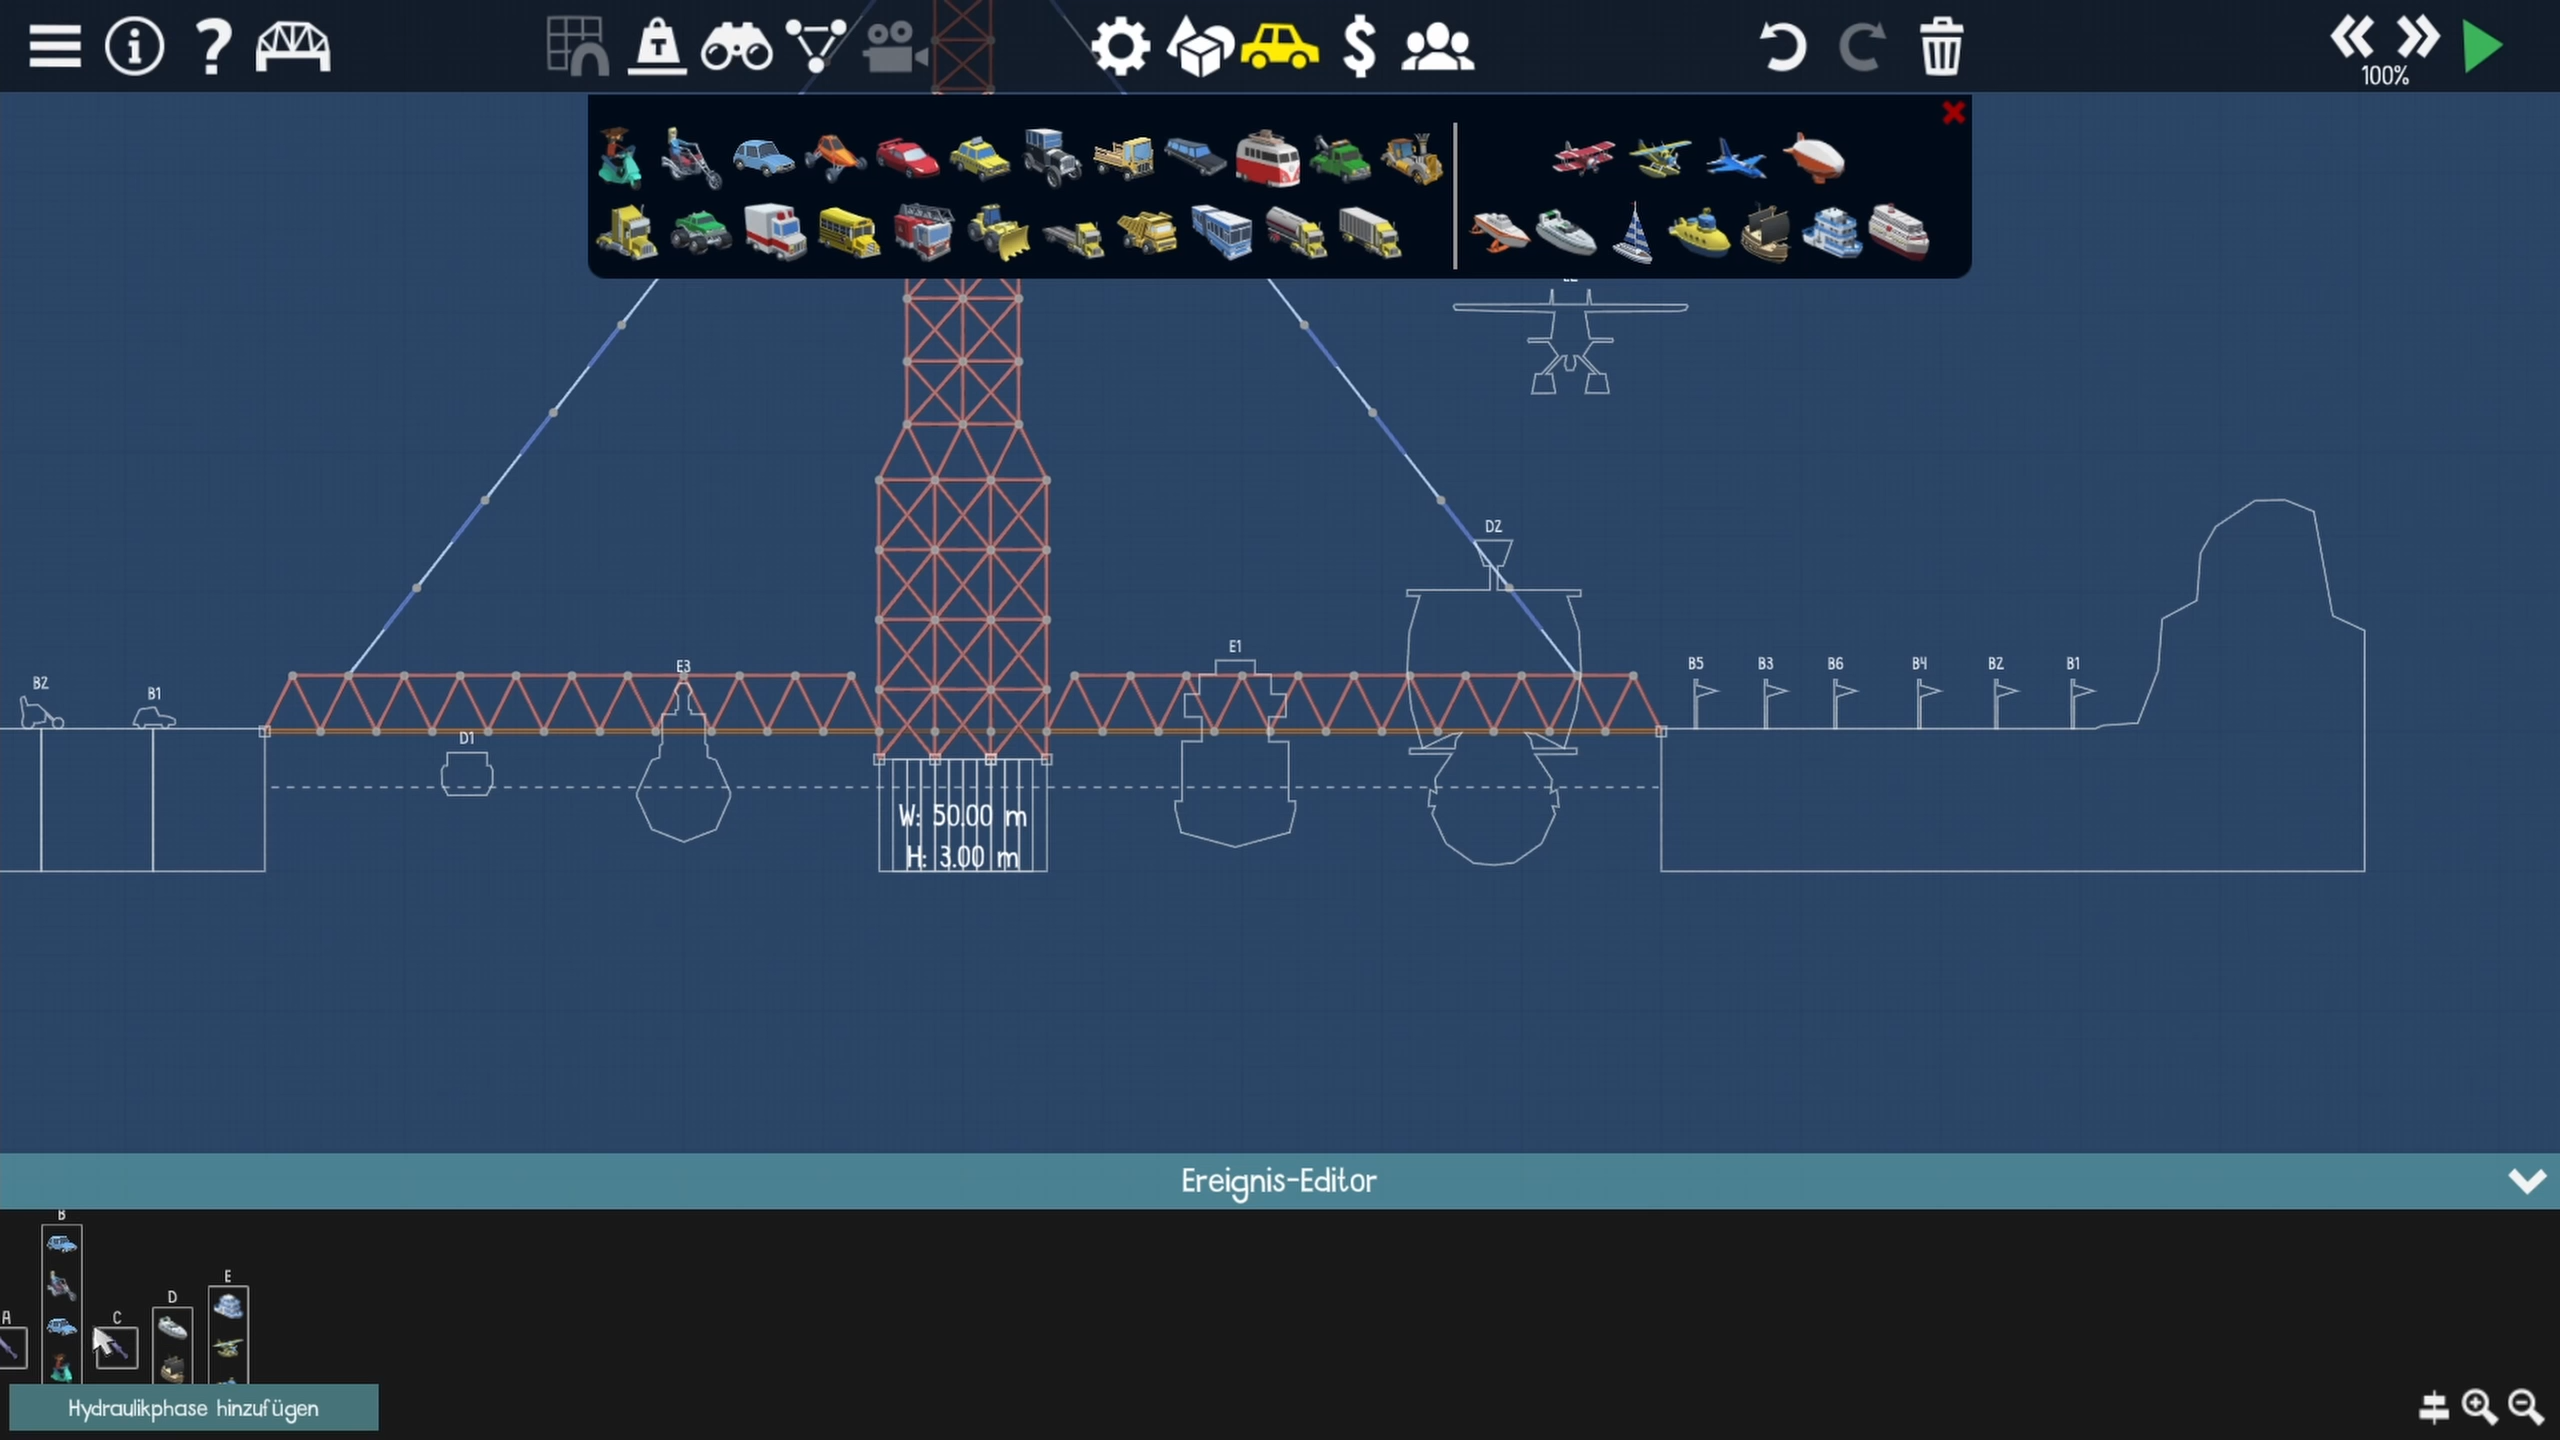 100%
D2
E3
E1
B5 B3 B6 B4 B2 B1
B2
B1
D1
W: 50.00 m
H: 3.00 m
Ereignis-Editor
B
E
D
A
C
Hydraulikphase hinzufügen